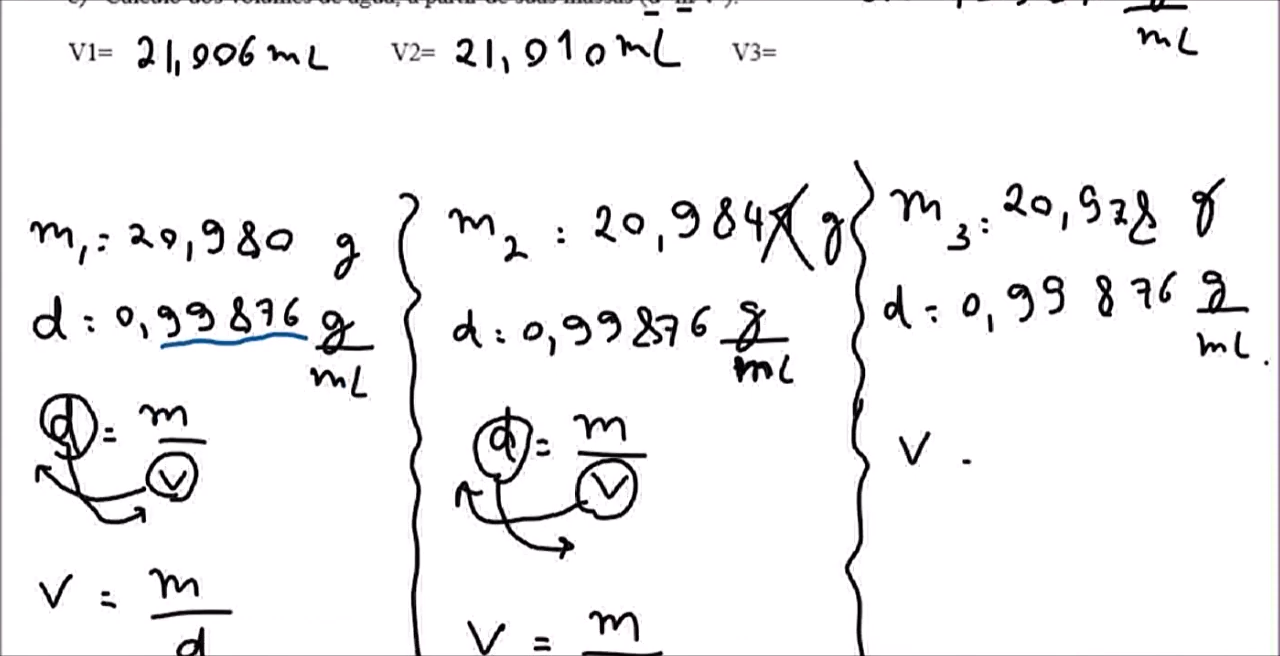 V1= 21,006 mL V2= 21,010 mL V3=
mL
m1: 20,980 g
d: 0,99876 g/mL
d = m/V
V = m/d
m2: 20,984 g
d: 0,99876 g/mL
d = m/V
V = m
m3: 20,978 g
d: 0,99876 g/mL.
V